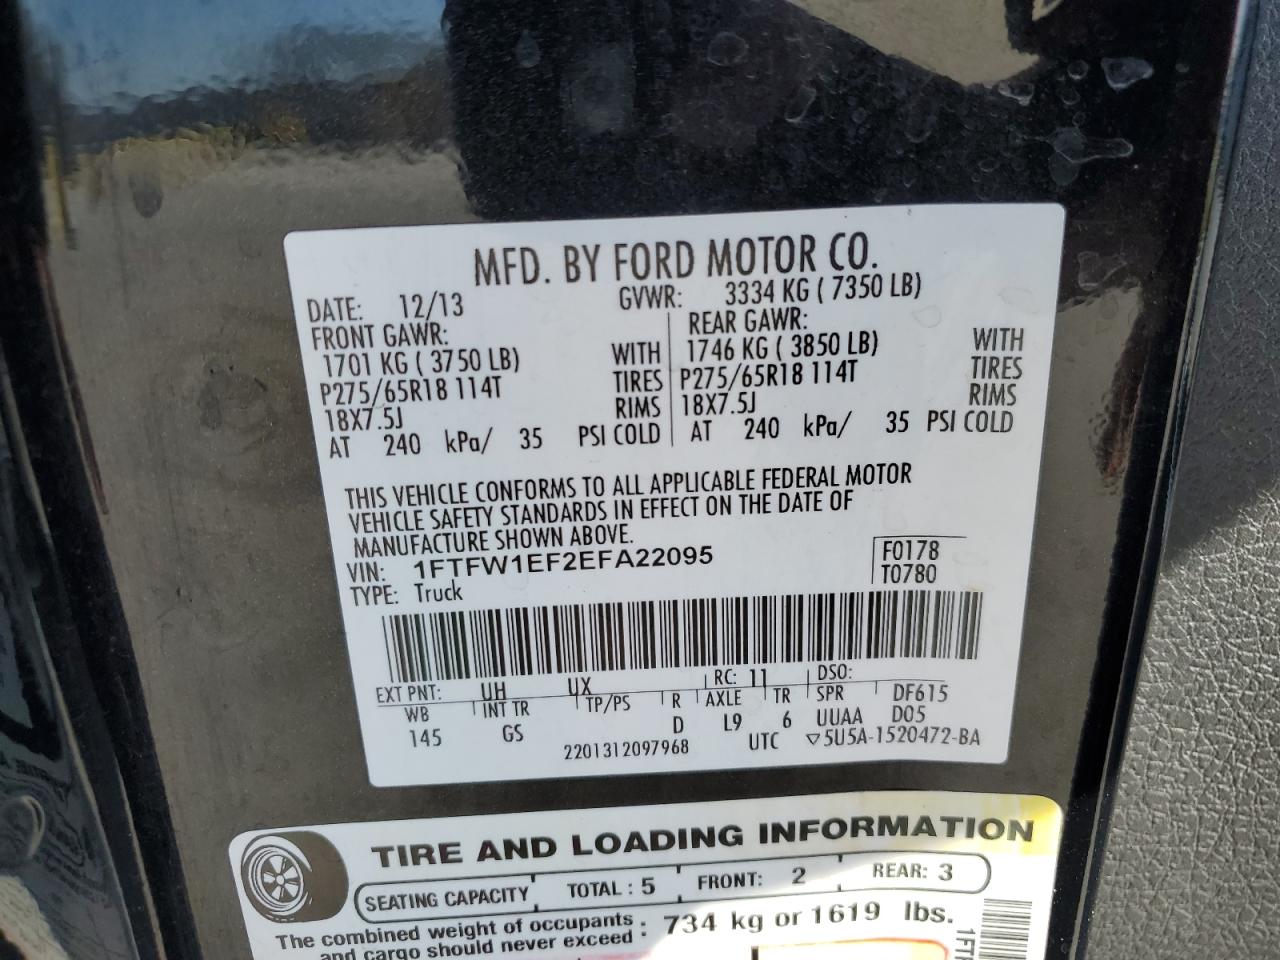 MFD. BY FORD MOTOR CO.
DATE: 12/13 GVWR: 3334 KG ( 7350 LB)
FRONT GAWR: REAR GAWR:
1701 KG ( 3750 LB) WITH 1746 KG ( 3850 LB) WITH
P275/65R18 114T TIRES P275/65R18 114T TIRES
18X7.5J RIMS 18X7.5J RIMS
AT 240 kPa/ 35 PSI COLD AT 240 kPa/ 35 PSI COLD
THIS VEHICLE CONFORMS TO ALL APPLICABLE FEDERAL MOTOR
VEHICLE SAFETY STANDARDS IN EFFECT ON THE DATE OF
MANUFACTURE SHOWN ABOVE.
VIN: 1FTFW1EF2EFA22095 F0178
TYPE: Truck T0780
EXT PNT: UH UX RC: 11 DSO:
WB INT TR TP/PS R AXLE TR SPR DF615
145 GS D L9 6 UUAA D05
2201312097968 UTC ▽5U5A-1520472-BA
TIRE AND LOADING INFORMATION
SEATING CAPACITY TOTAL : 5 FRONT: 2 REAR: 3
The combined weight of occupants : 734 kg or 1619 lbs.
and cargo should never exceed :